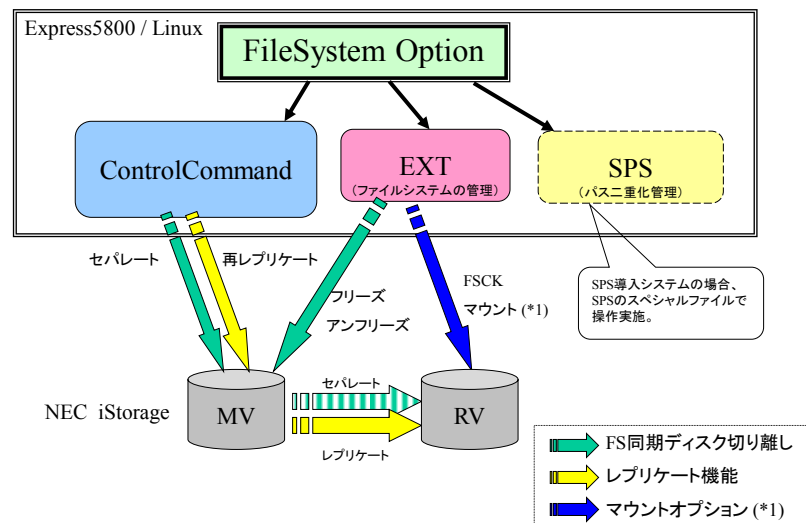 Express5800 / Linux
FileSystem Option
ControlCommand
EXT
(ファイルシステムの管理)
SPS
(パス二重化管理)
セパレート
再レプリケート
フリーズ
アンフリーズ
FSCK
マウント (*1)
SPS導入システムの場合、
SPSのスペシャルファイルで
操作実施。
NEC iStorage
MV
セパレート
レプリケート
RV
FS同期ディスク切り離し
レプリケート機能
マウントオプション (*1)